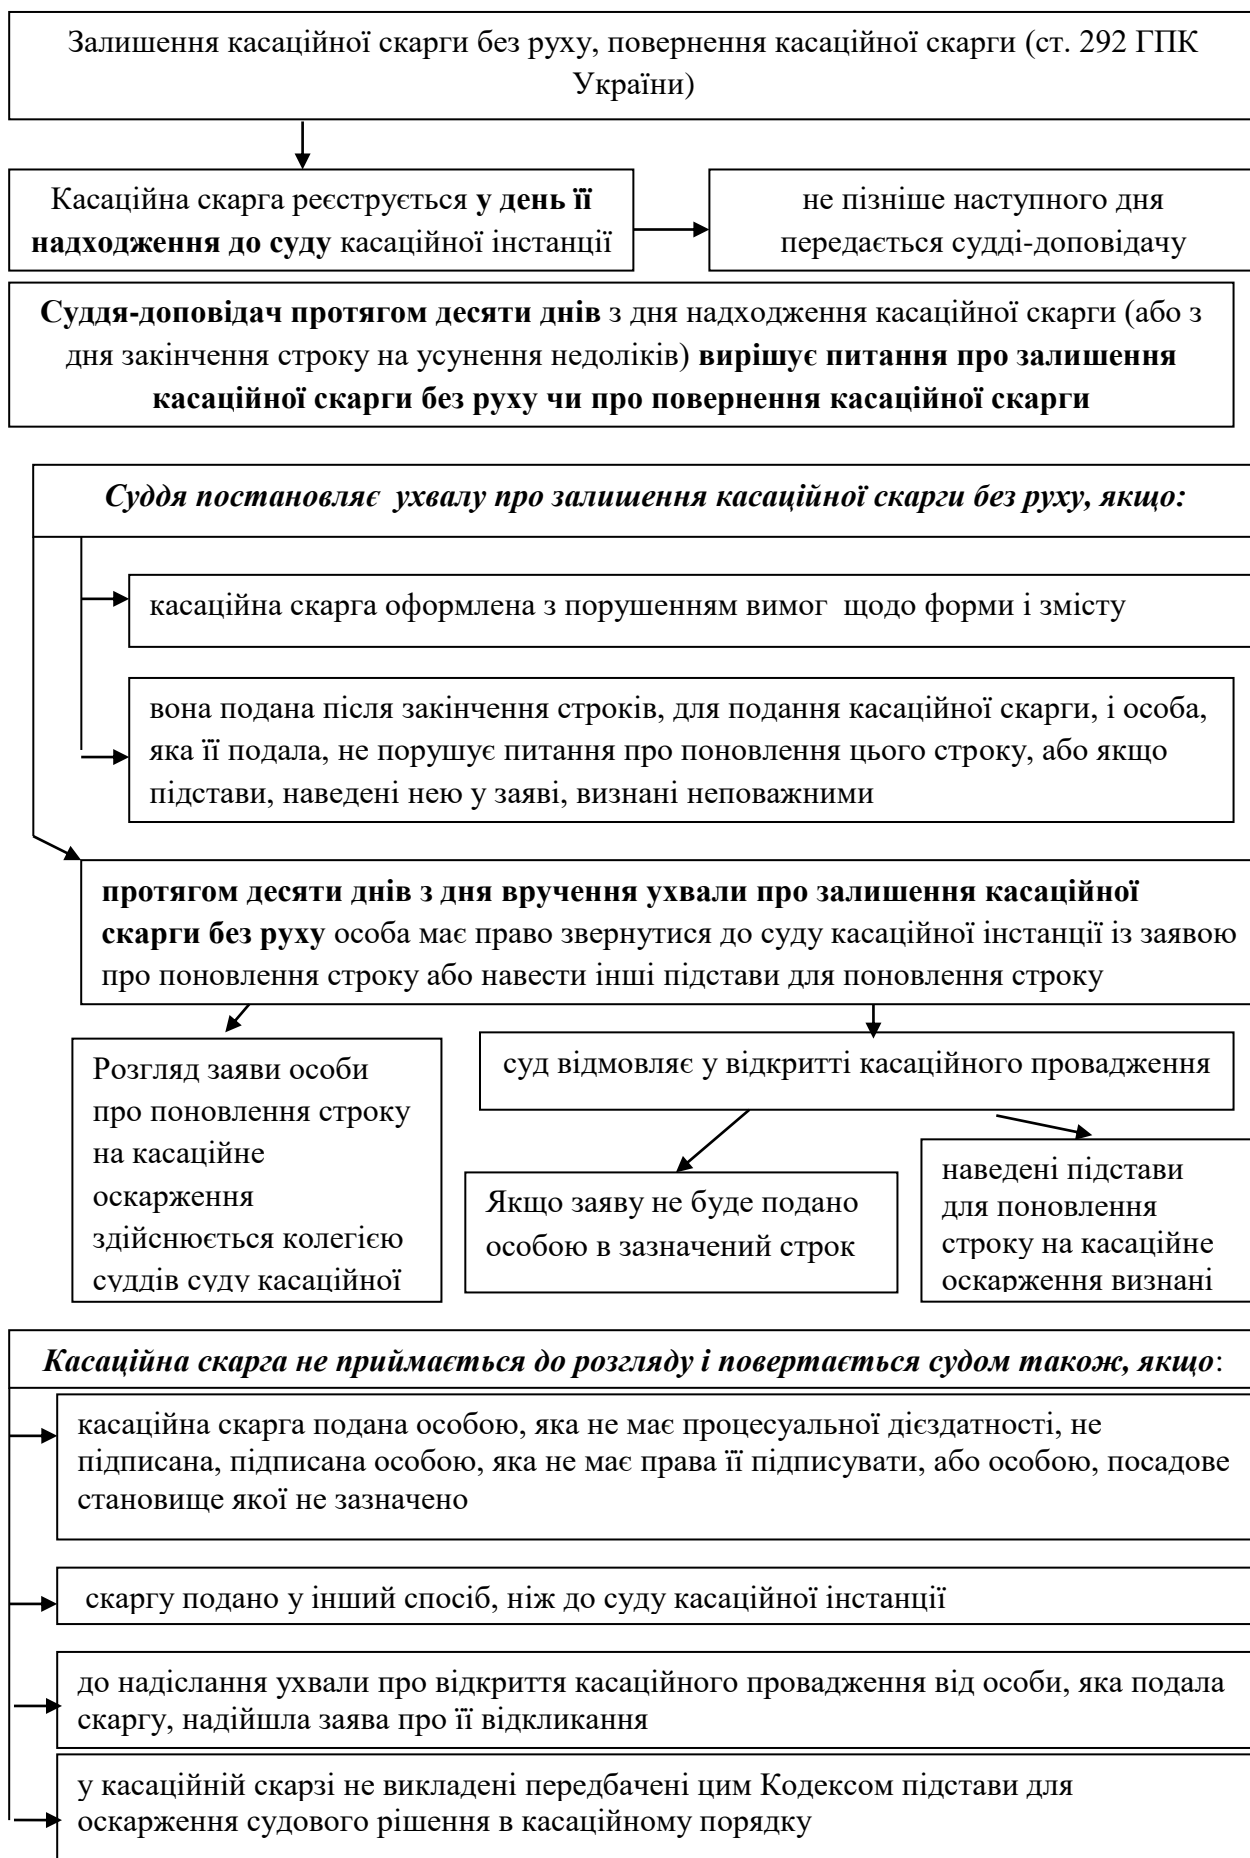 Залишення касаційної скарги без руху, повернення касаційної скарги (ст. 292 ГПК
України)
Касаційна скарга реєструється у день її
надходження до суду касаційної інстанції
не пізніше наступного дня
передається судді-доповідачу
Суддя-доповідач протягом десяти днів з дня надходження касаційної скарги (або з
дня закінчення строку на усунення недоліків) вирішує питання про залишення
касаційної скарги без руху чи про повернення касаційної скарги
Суддя постановляє ухвалу про залишення касаційної скарги без руху, якщо:
касаційна скарга оформлена з порушенням вимог щодо форми і змісту
вона подана після закінчення строків, для подання касаційної скарги, і особа,
яка її подала, не порушує питання про поновлення цього строку, або якщо
підстави, наведені нею у заяві, визнані неповажними
протягом десяти днів з дня вручення ухвали про залишення касаційної
скарги без руху особа має право звернутися до суду касаційної інстанції із заявою
про поновлення строку або навести інші підстави для поновлення строку
Розгляд заяви особи
про поновлення строку
на касаційне
оскарження
здійснюється колегією
суддів суду касаційної
суд відмовляє у відкритті касаційного провадження
Якщо заяву не буде подано
особою в зазначений строк
наведені підстави
для поновлення
строку на касаційне
оскарження визнані
Касаційна скарга не приймається до розгляду і повертається судом також, якщо:
касаційна скарга подана особою, яка не має процесуальної дієздатності, не
підписана, підписана особою, яка не має права її підписувати, або особою, посадове
становище якої не зазначено
скаргу подано у інший спосіб, ніж до суду касаційної інстанції
до надіслання ухвали про відкриття касаційного провадження від особи, яка подала
скаргу, надійшла заява про її відкликання
у касаційній скарзі не викладені передбачені цим Кодексом підстави для
оскарження судового рішення в касаційному порядку